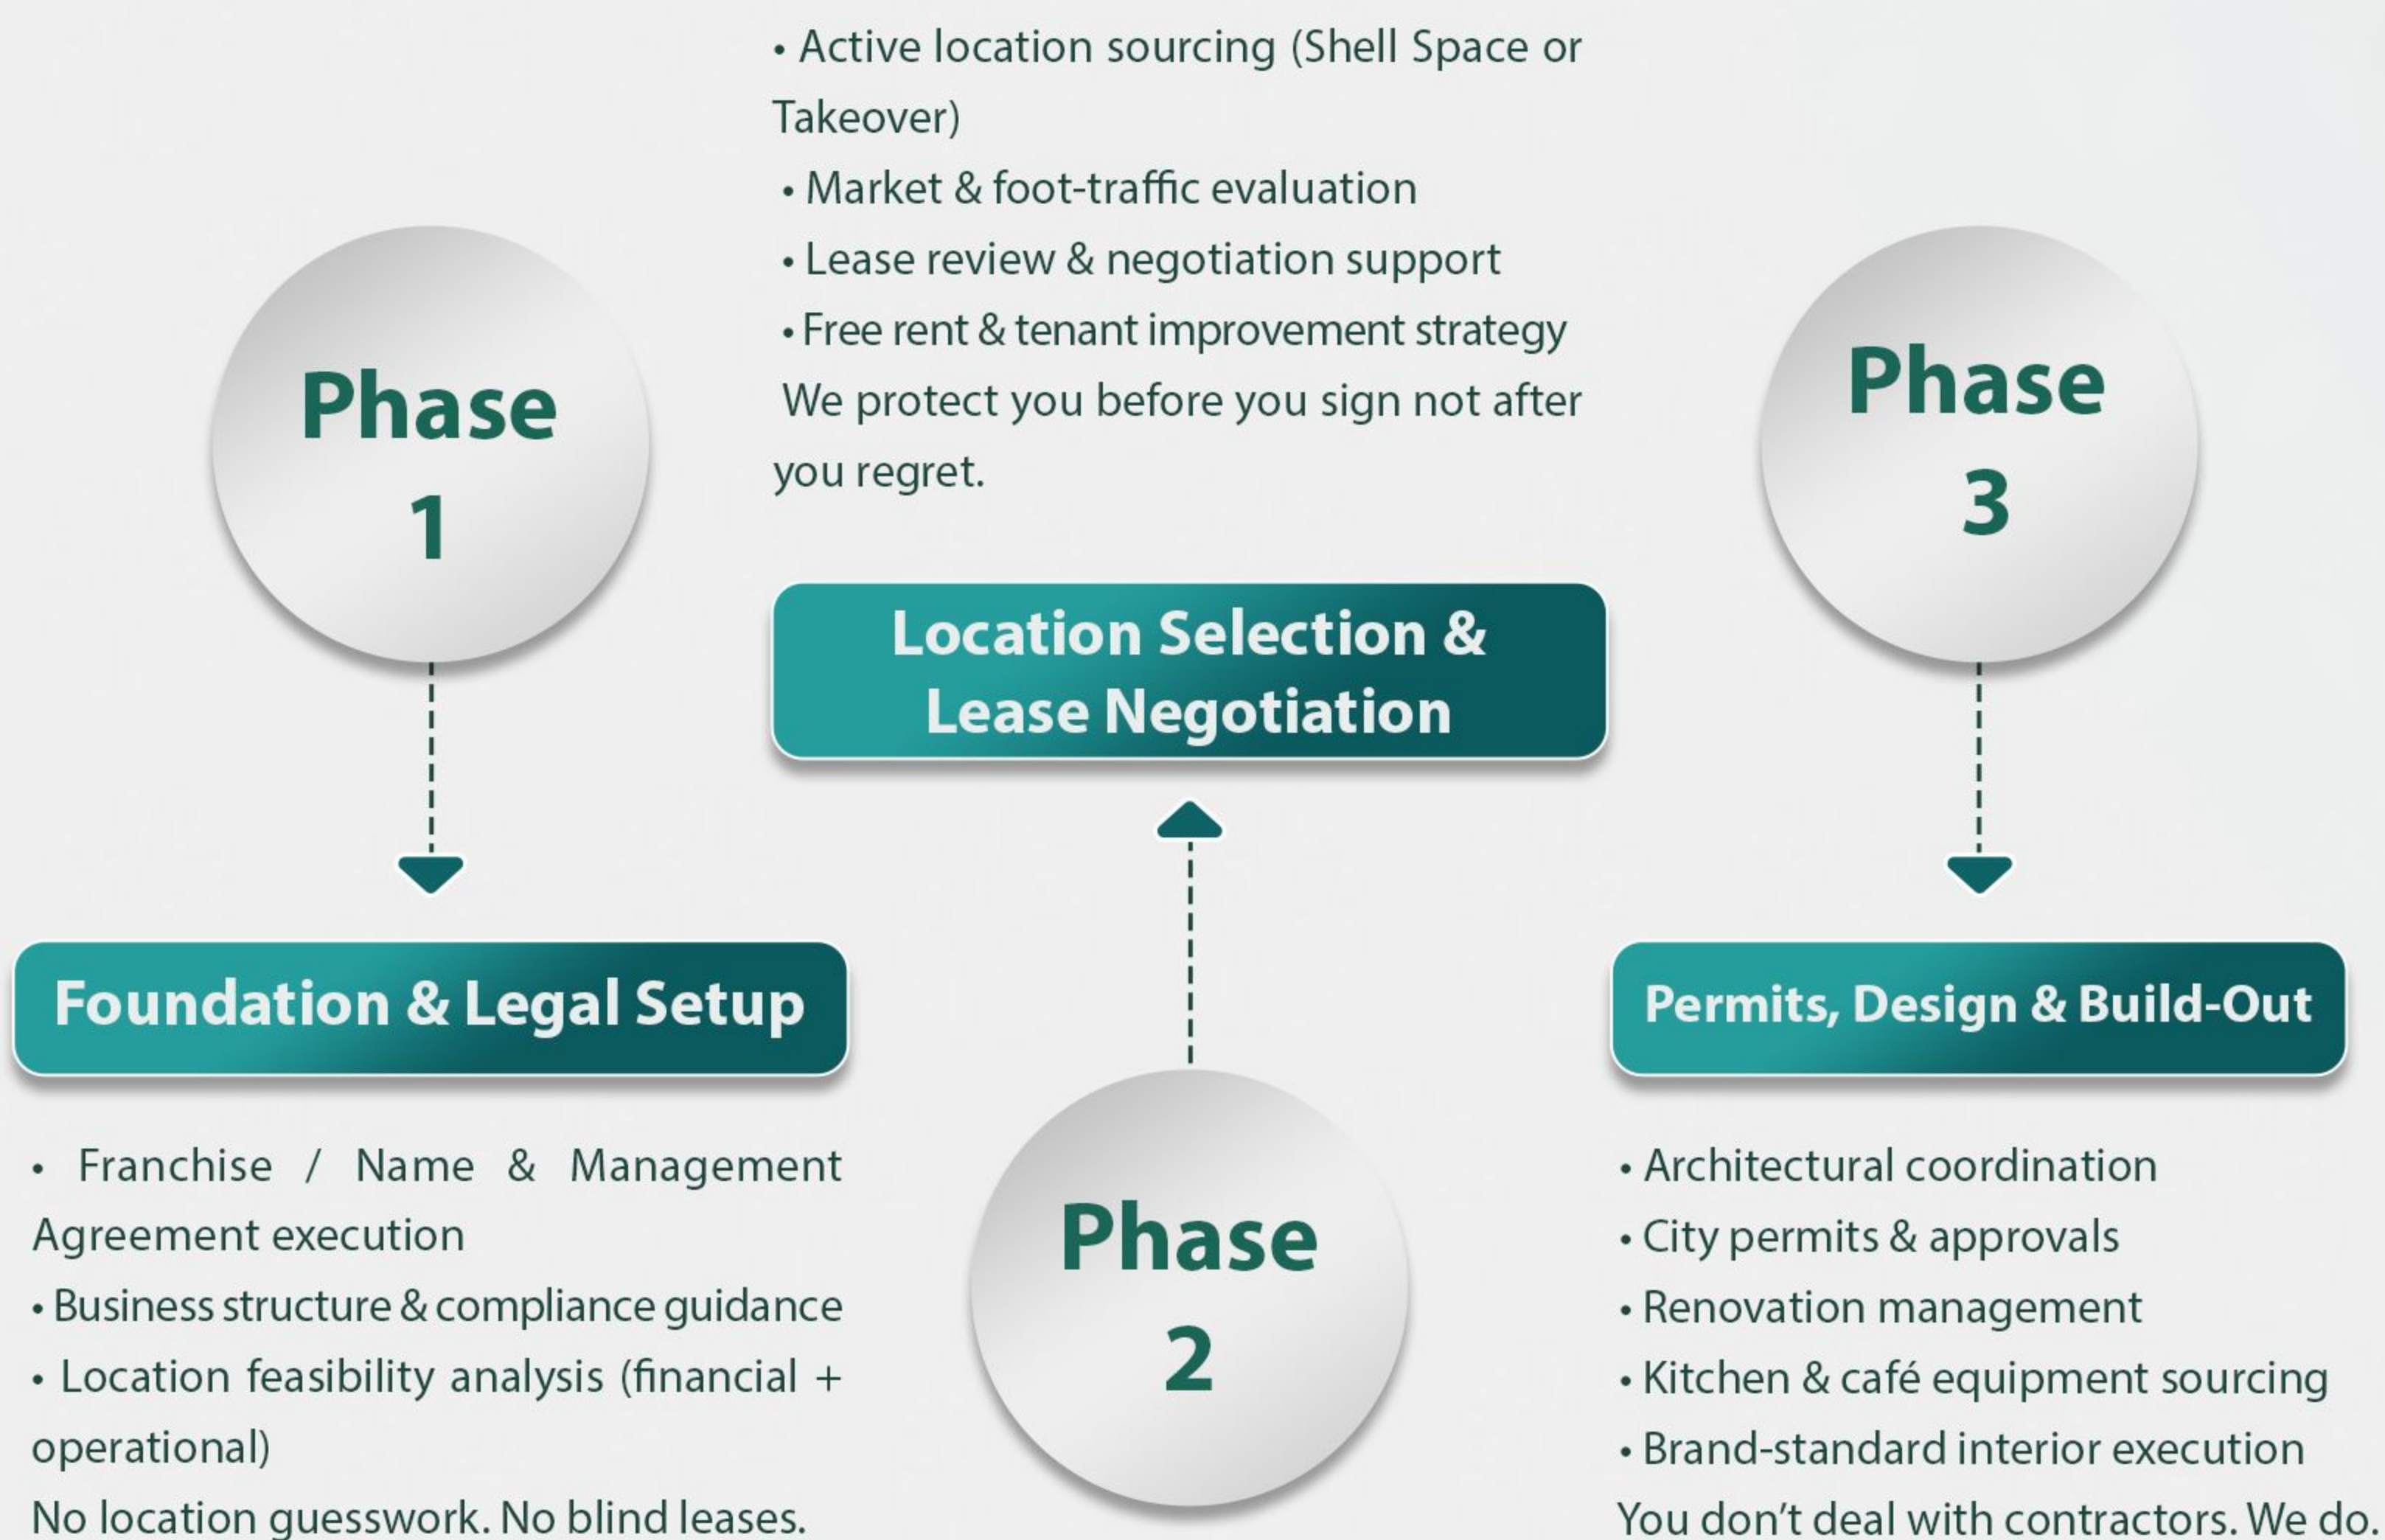 Phase
1
Foundation & Legal Setup
• Franchise / Name & Management
Agreement execution
• Business structure & compliance guidance
• Location feasibility analysis (financial +
operational)
No location guesswork. No blind leases.
• Active location sourcing (Shell Space or
Takeover)
• Market & foot-traffic evaluation
• Lease review & negotiation support
• Free rent & tenant improvement strategy
We protect you before you sign not after
you regret.
Location Selection &
Lease Negotiation
Phase
2
Phase
3
Permits, Design & Build-Out
• Architectural coordination
• City permits & approvals
• Renovation management
• Kitchen & café equipment sourcing
• Brand-standard interior execution
You don’t deal with contractors. We do.